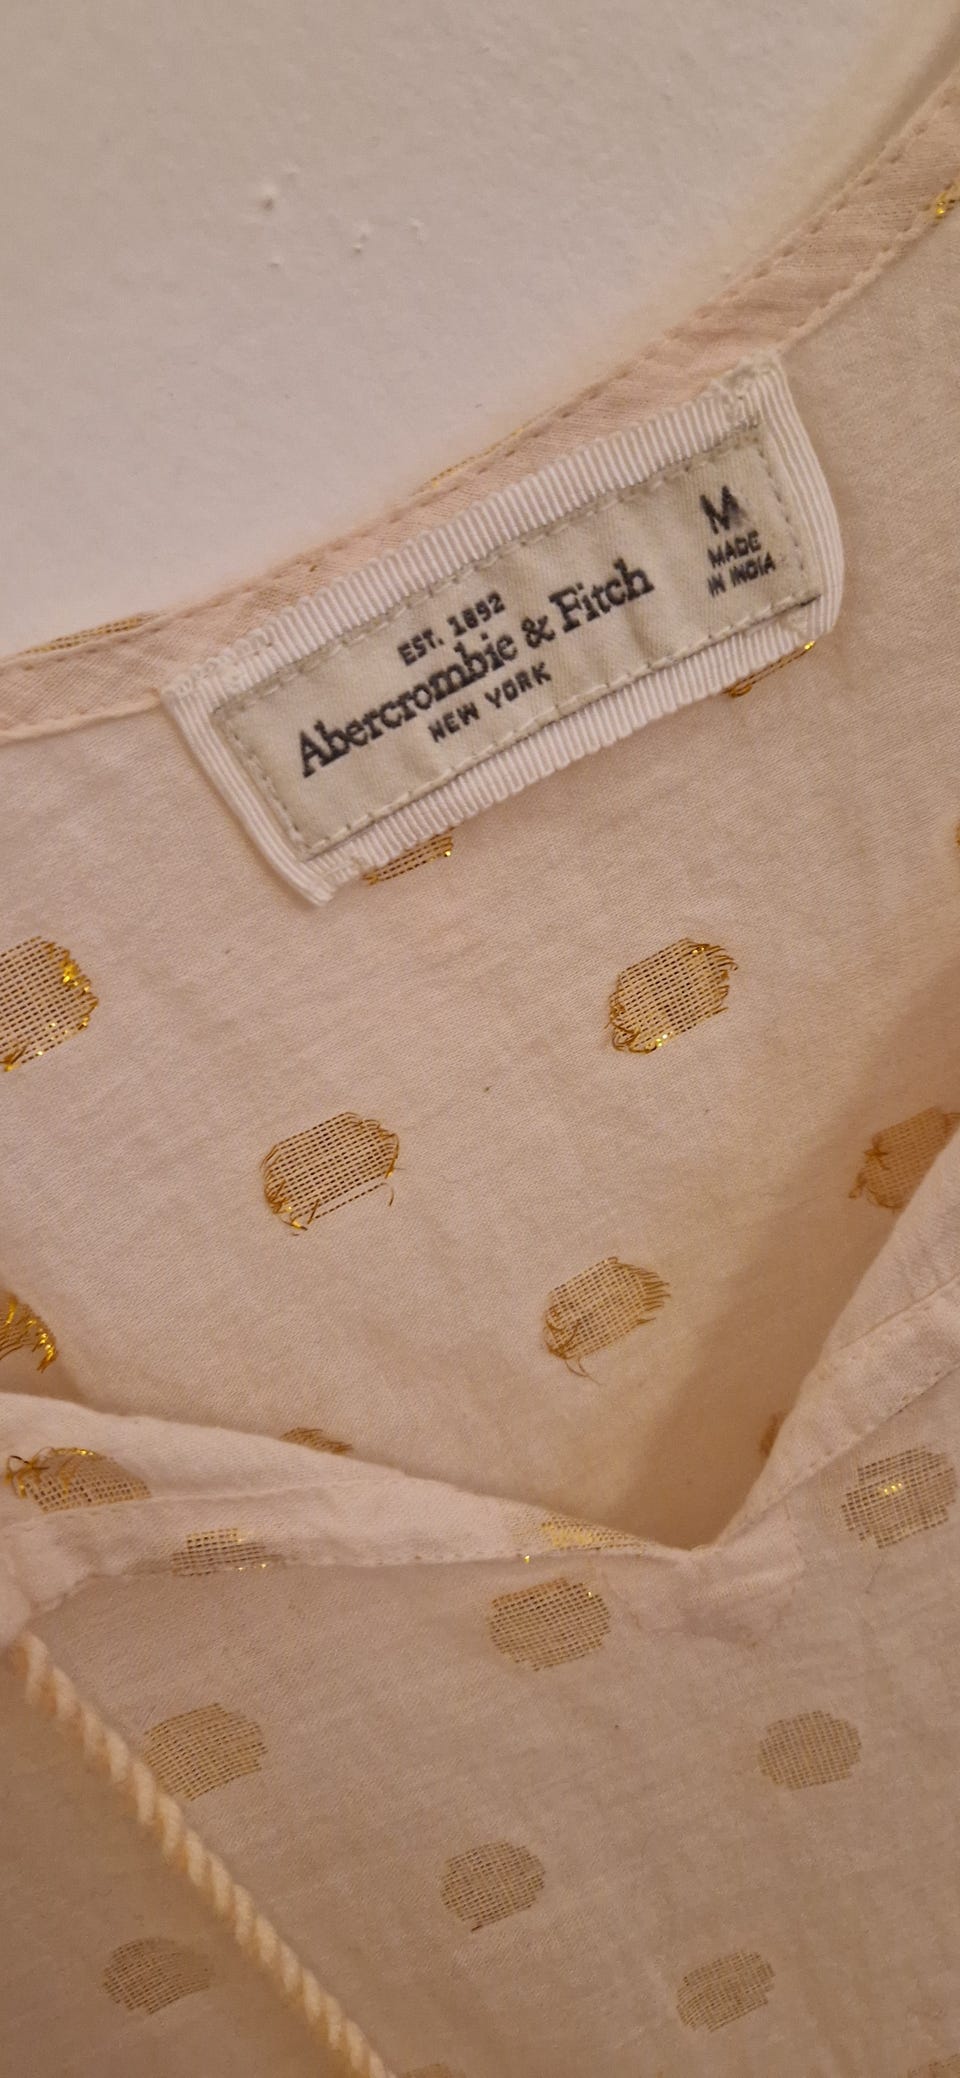 EST. 1892
Abercrombie & Fitch
NEW YORK
M
MADE
IN INDIA